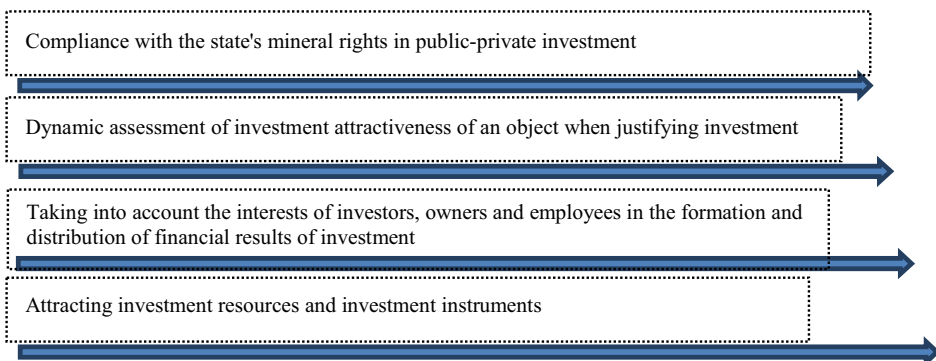 Compliance with the state's mineral rights in public-private investment
Dynamic assessment of investment attractiveness of an object when justifying investment
Taking into account the interests of investors, owners and employees in the formation and
distribution of financial results of investment
Attracting investment resources and investment instruments